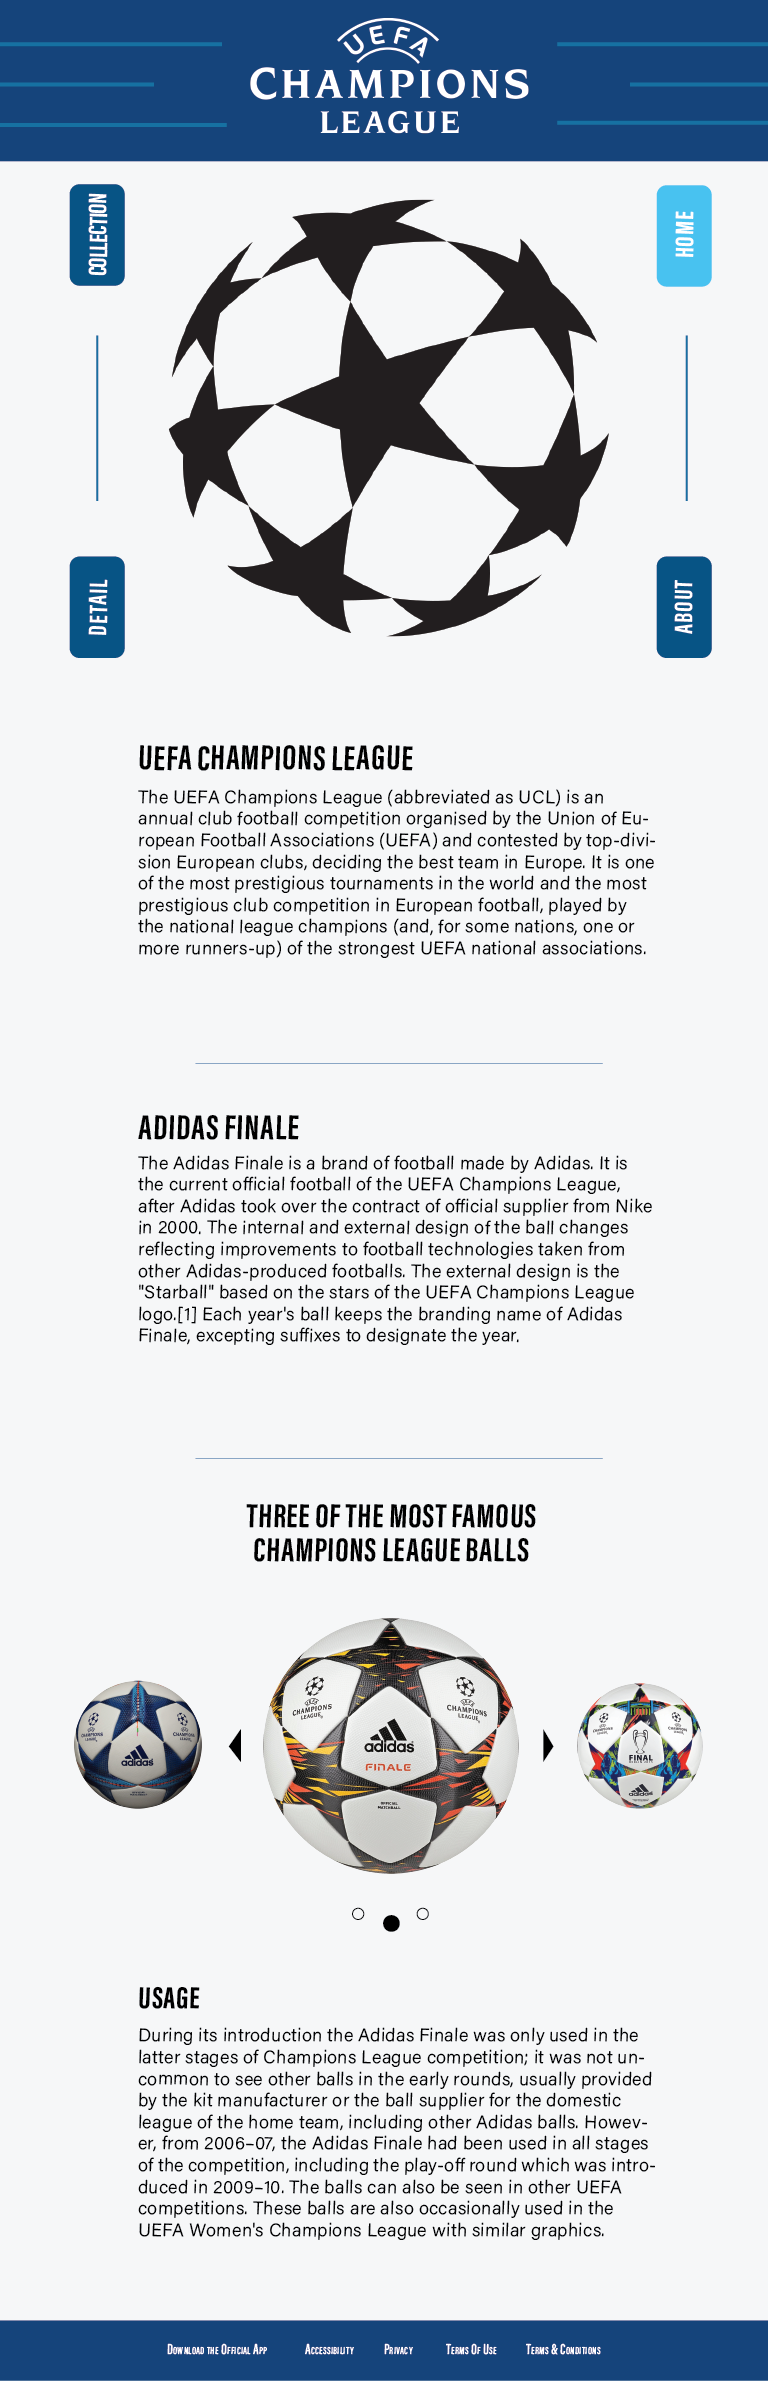 UEFA
CHAMPIONS
LEAGUE
COLLECTION
HOME
DETAIL
ABOUT
UEFA CHAMPIONS LEAGUE
The UEFA Champions League (abbreviated as UCL) is an
annual club football competition organised by the Union of Eu-
ropean Football Associations (UEFA) and contested by top-divi-
sion European clubs, deciding the best team in Europe. It is one
of the most prestigious tournaments in the world and the most
prestigious club competition in European football, played by
the national league champions (and, for some nations, one or
more runners-up) of the strongest UEFA national associations.
ADIDAS FINALE
The Adidas Finale is a brand of football made by Adidas. It is
the current official football of the UEFA Champions League,
after Adidas took over the contract of official supplier from Nike
in 2000. The internal and external design of the ball changes
reflecting improvements to football technologies taken from
other Adidas-produced footballs. The external design is the
"Starball" based on the stars of the UEFA Champions League
logo.[1] Each year's ball keeps the branding name of Adidas
Finale, excepting suffixes to designate the year.
THREE OF THE MOST FAMOUS
CHAMPIONS LEAGUE BALLS
CHAMPIONS
LEAGUE
CHAMPIONS
LEAGUE
adidas
CHAMPIONS
LEAGUE
CHAMPIONS
LEAGUE
adidas
FINALE
OFFICIAL
MATCHBALL
FINAL
adidas
USAGE
During its introduction the Adidas Finale was only used in the
latter stages of Champions League competition; it was not un-
common to see other balls in the early rounds, usually provided
by the kit manufacturer or the ball supplier for the domestic
league of the home team, including other Adidas balls. Howev-
er, from 2006–07, the Adidas Finale had been used in all stages
of the competition, including the play-off round which was intro-
duced in 2009–10. The balls can also be seen in other UEFA
competitions. These balls are also occasionally used in the
UEFA Women's Champions League with similar graphics.
Download the Official App Accessibility Privacy Terms Of Use Terms & Conditions